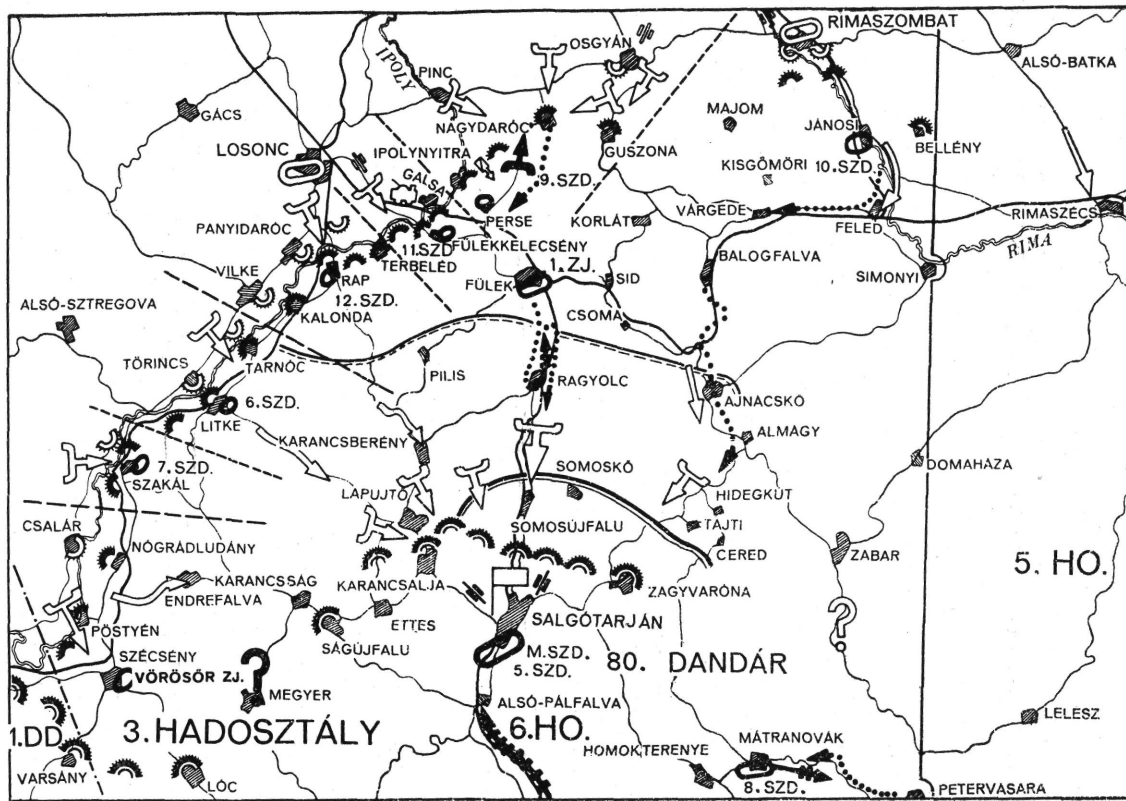 RIMASZOMBAT
OSGYÁN
IPOLY
PINC
ALSÓ-BATKA
GÁCS
NAGYDARÓC
MAJOM
JÁNOSI
BELLÉNY
LOSONC
IPOLYNYITRA
GUSZONA
KISGÖMÖRI
10.SZD.
GALSA
9.SZD.
PERSE
KORLÁT
VÁRGEDE
FELED
RIMASZÉCS
PANYIDARÓC
11.SZD
FÜLEKKELECSÉNY
RIMA
TERBELÉD
1.ZJ.
BALOGFALVA
VILKE
RAP
FÜLEK
SID
SIMONYI
ALSÓ-SZTREGOVA
12.SZD.
KALONDA
CSOMA
TÖRINCS
TARNÓC
PILIS
RAGYOLC
AJNÁCSKŐ
6.SZD.
LITKE
KARANCSBERÉNY
ALMÁGY
7.SZD.
SZAKÁL
SOMOSKŐ
DOMAHÁZA
LAPUJTŐ
HIDEGKÚT
CSALÁR
SOMOSÚJFALU
TAJTI
NÓGRÁDLUDÁNY
CERED
ZABAR
5. HO.
KARANCSSÁG
KARANCSALJA
ZAGYVARÓNA
ENDREFALVA
?
PÖSTYÉN
ETTES
SALGÓTARJÁN
SÁGÚJFALU
SZÉCSÉNY
VÖRÖSŐR ZJ.
?
M.SZD.
5.SZD.
80. DANDÁR
MEGYER
ALSÓ-PÁLFALVA
LELESZ
1.DD.
3.HADOSZTÁLY
6.HO.
MÁTRANOVÁK
HOMOKTERENYE
VARSÁNY
LÓC
8.SZD.
PETERVASARA